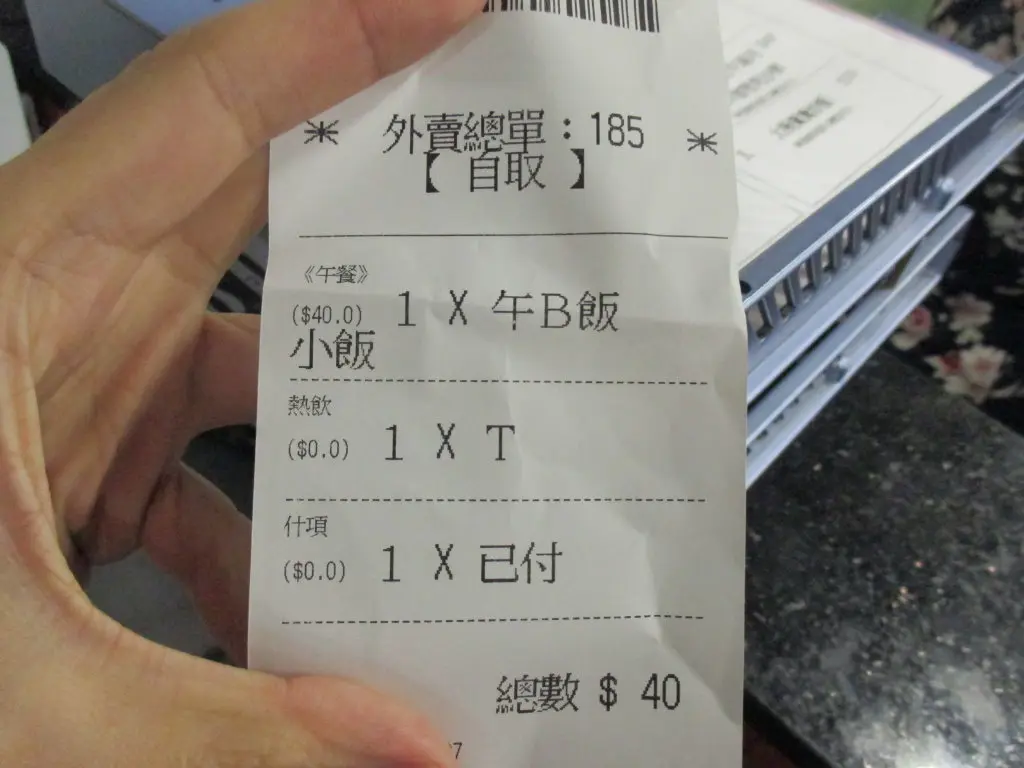 * 外賣總單:185 *
【 自取 】
《午餐》
($40.0) 1 X 午B飯
小飯
熱飲
($0.0) 1 X T
什項
($0.0) 1 X 已付
總數 $ 40
7